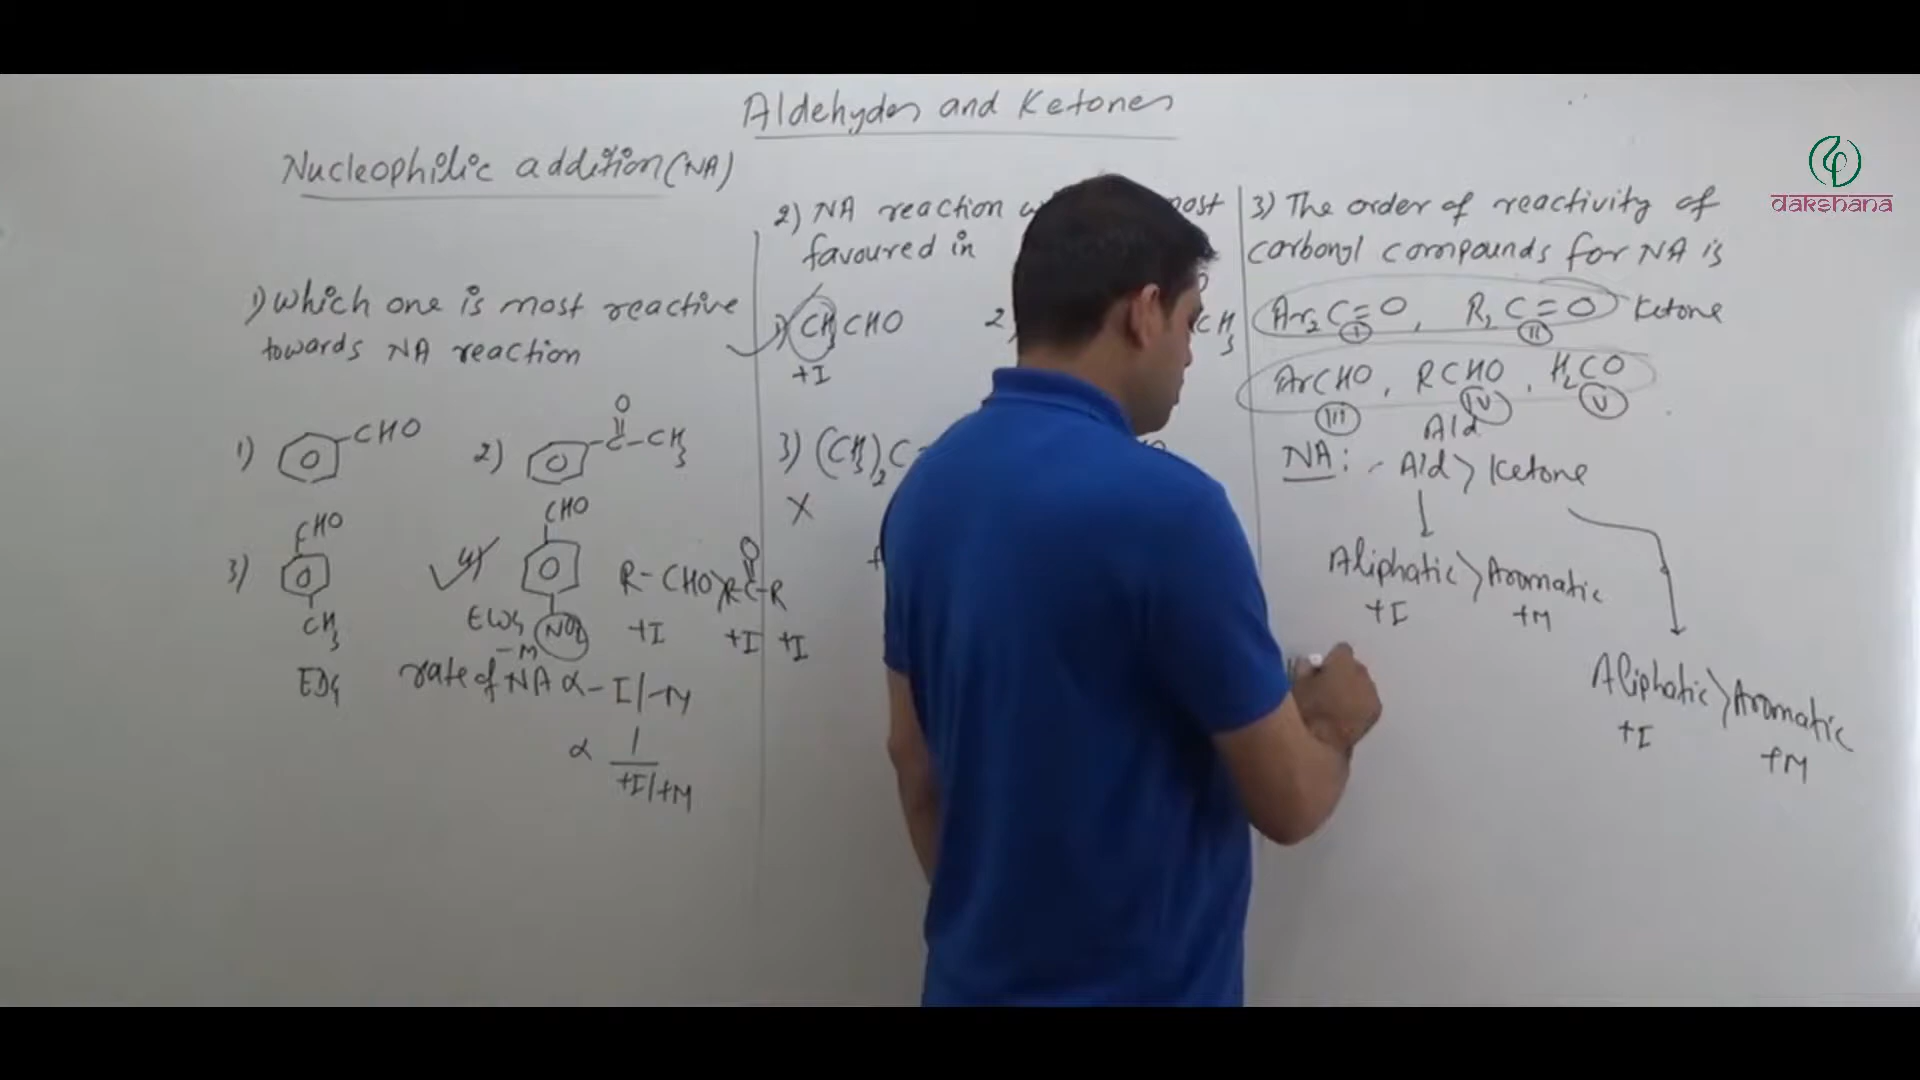 Aldehydes and Ketones
Nucleophilic addition (NA)
1) Which one is most reactive
towards NA reaction
1) CHO
2) O
C-CH3
CHO
3)
CH3
EDG
CHO
4)
EWG NO2
-M
R-CHO > R-C-R
O
+I +I +I
rate of NA ∝ -I/-M
∝ 1
+I/+M
2) NA reaction most
favoured in
1) CH3CHO 2) CH3
+I
3) (CH3)2C
X
3) The order of reactivity of
carbonyl compounds for NA is
Ar2C=O, R2C=O Ketone
I II
ArCHO, RCHO, H2CO
III IV V
Ald
NA:- Ald > Ketone
Aliphatic > Aromatic
+I +M
Aliphatic > Aromatic
+I +M
dakshana